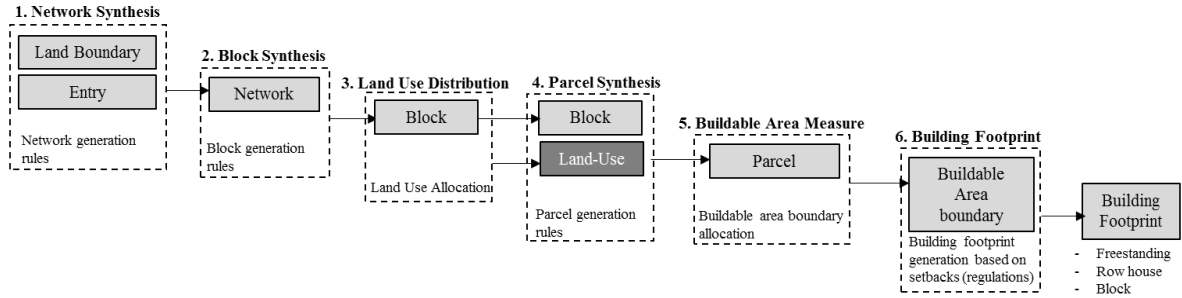 1. Network Synthesis
Land Boundary
Entry
Network generation
rules
2. Block Synthesis
Network
Block generation
rules
3. Land Use Distribution
Block
Land Use Allocation
4. Parcel Synthesis
Block
Land-Use
Parcel generation
rules
5. Buildable Area Measure
Parcel
Buildable area boundary
allocation
6. Building Footprint
Buildable
Area
boundary
Building footprint
generation based on
setbacks (regulations)
Building
Footprint
- Freestanding
- Row house
- Block